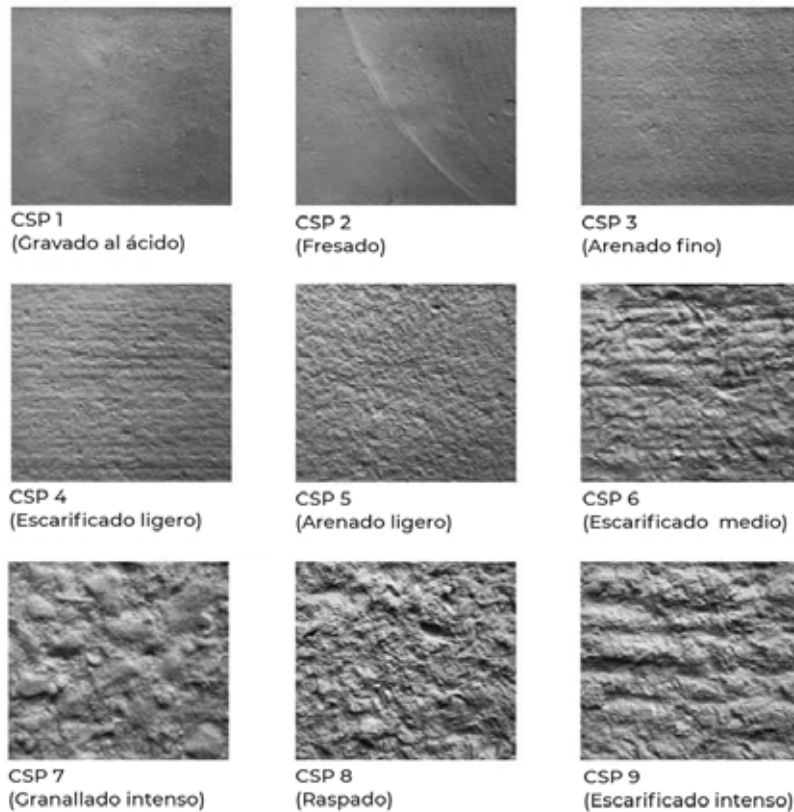 CSP 1
(Gravado al ácido)
CSP 2
(Fresado)
CSP 3
(Arenado fino)
CSP 4
(Escarificado ligero)
CSP 5
(Arenado ligero)
CSP 6
(Escarificado medio)
CSP 7
(Granallado intenso)
CSP 8
(Raspado)
CSP 9
(Escarificado intenso)